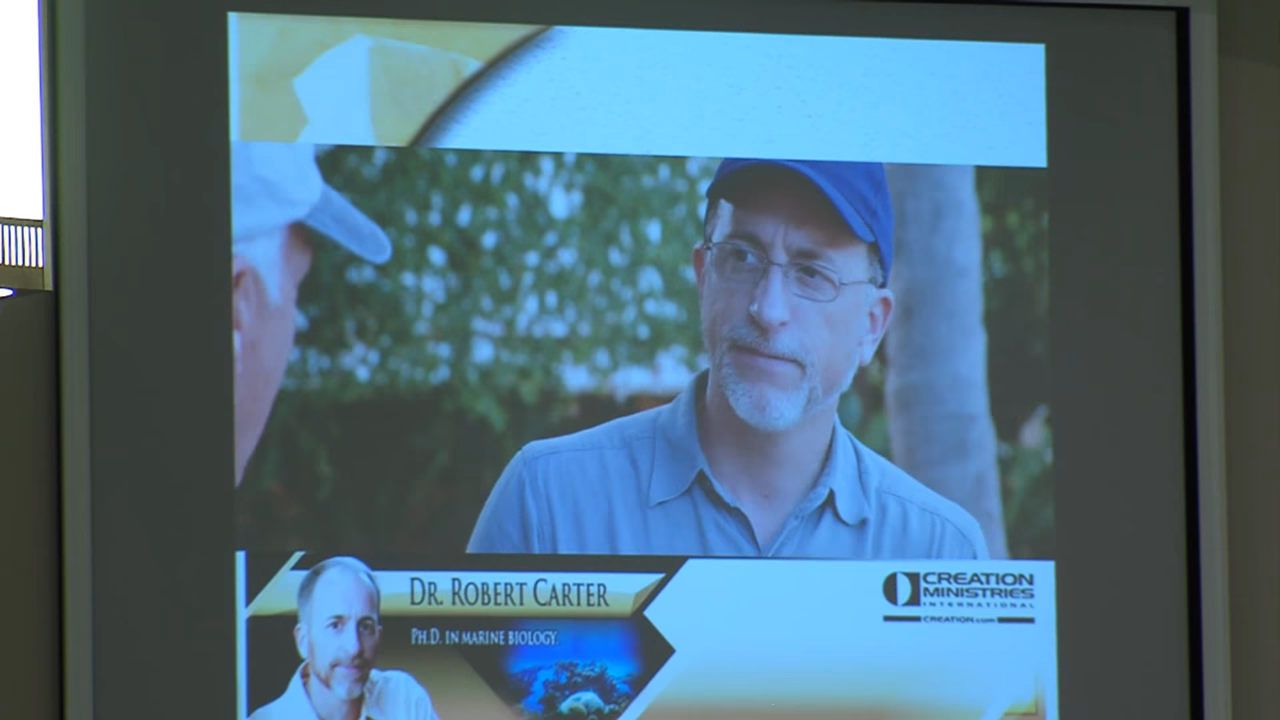 DR. ROBERT CARTER
PH.D. IN MARINE BIOLOGY
CREATION
MINISTRIES
INTERNATIONAL
CREATION.com